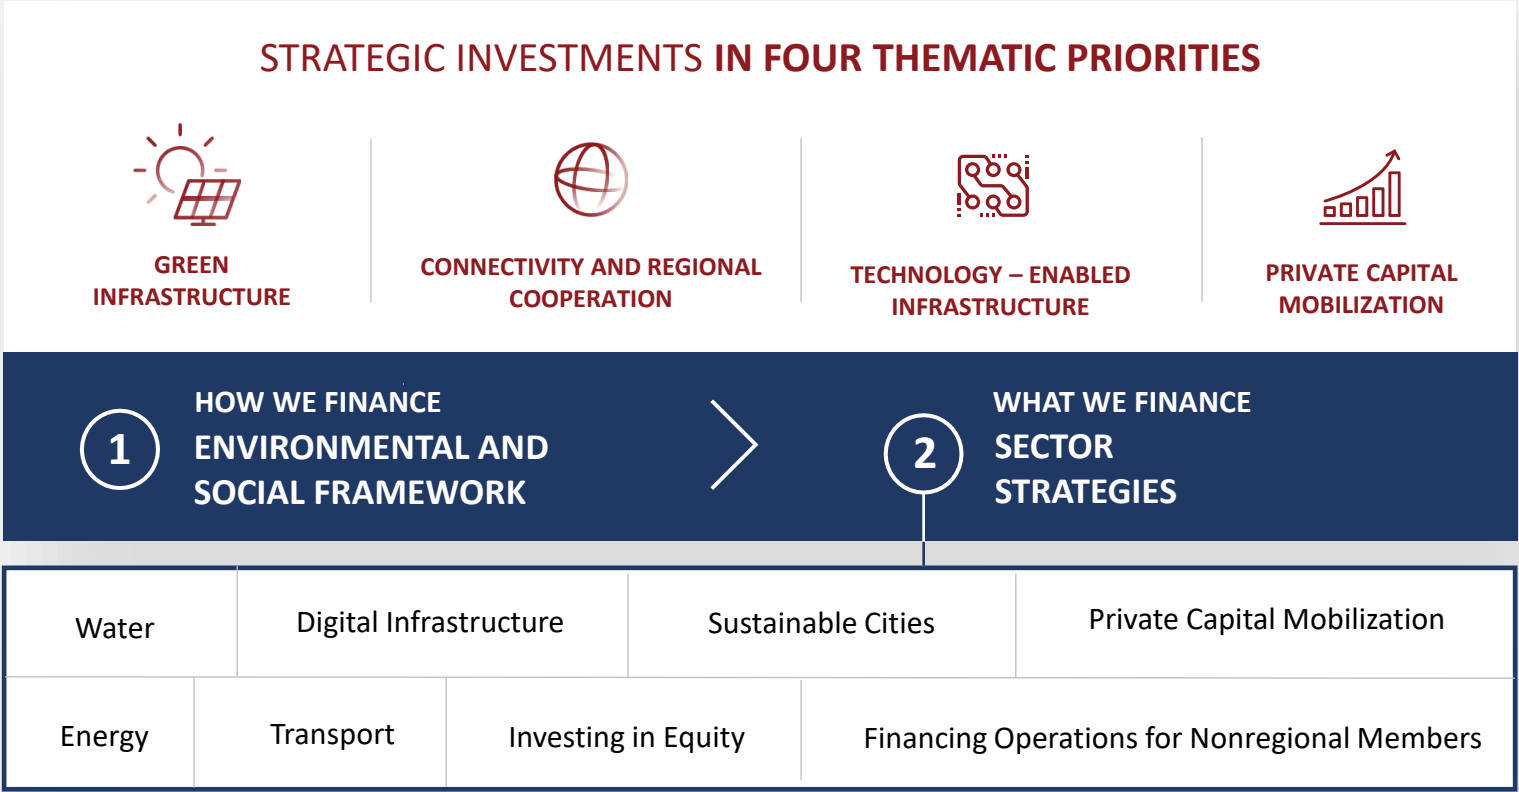 STRATEGIC INVESTMENTS IN FOUR THEMATIC PRIORITIES
GREEN
INFRASTRUCTURE
CONNECTIVITY AND REGIONAL
COOPERATION
TECHNOLOGY – ENABLED
INFRASTRUCTURE
PRIVATE CAPITAL
MOBILIZATION
1
HOW WE FINANCE
ENVIRONMENTAL AND
SOCIAL FRAMEWORK
2
WHAT WE FINANCE
SECTOR
STRATEGIES
Water
Digital Infrastructure
Sustainable Cities
Private Capital Mobilization
Energy
Transport
Investing in Equity
Financing Operations for Nonregional Members